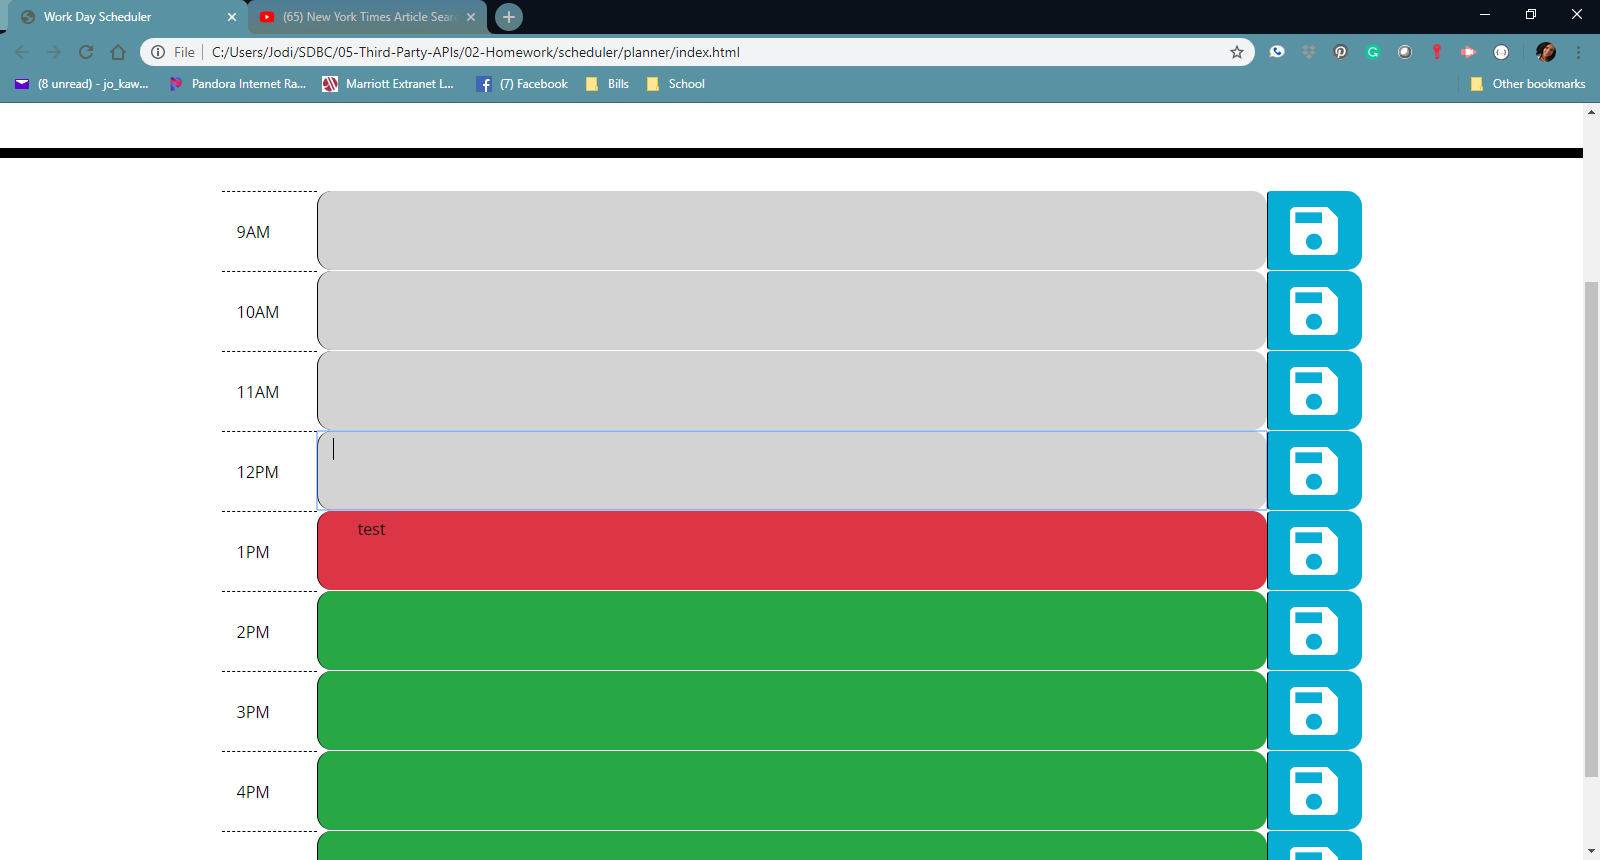 Work Day Scheduler
(65) New York Times Article Sear
File C:/Users/Jodi/SDBC/05-Third-Party-APIs/02-Homework/scheduler/planner/index.html
(8 unread) - jo_kaw... Pandora Internet Ra... Marriott Extranet L... (7) Facebook Bills School Other bookmarks
9AM
10AM
11AM
12PM
test
1PM
2PM
3PM
4PM